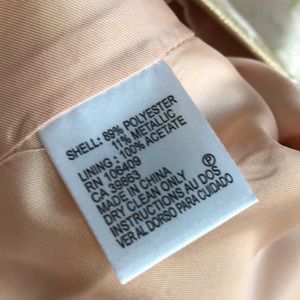 SHELL: 89% POLYESTER
11% METALLIC
LINING : 100% ACETATE
RN 106409
CA 39663
MADE IN CHINA
DRY CLEAN ONLY Ⓟ
INSTRUCTIONS AU DOS
VER AL DORSO PARA CUIDADO